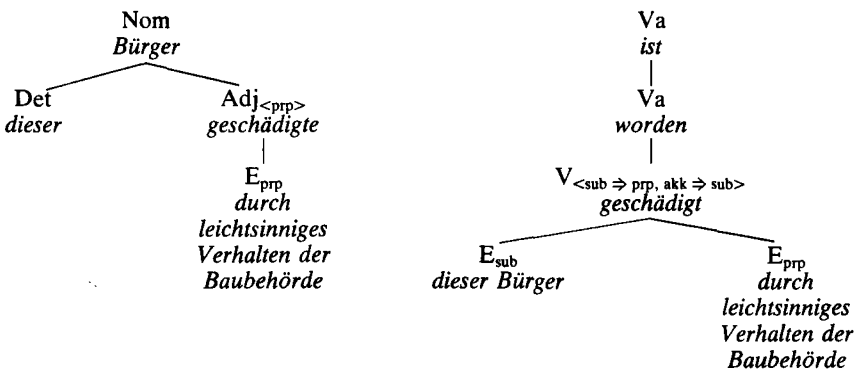 Nom
Bürger
Det
dieser
Adj<prp>
geschädigte
Eprp
durch
leichtsinniges
Verhalten der
Baubehörde
Va
ist
Va
worden
V<sub ⇒ prp, akk ⇒ sub>
geschädigt
Esub
dieser Bürger
Eprp
durch
leichtsinniges
Verhalten der
Baubehörde